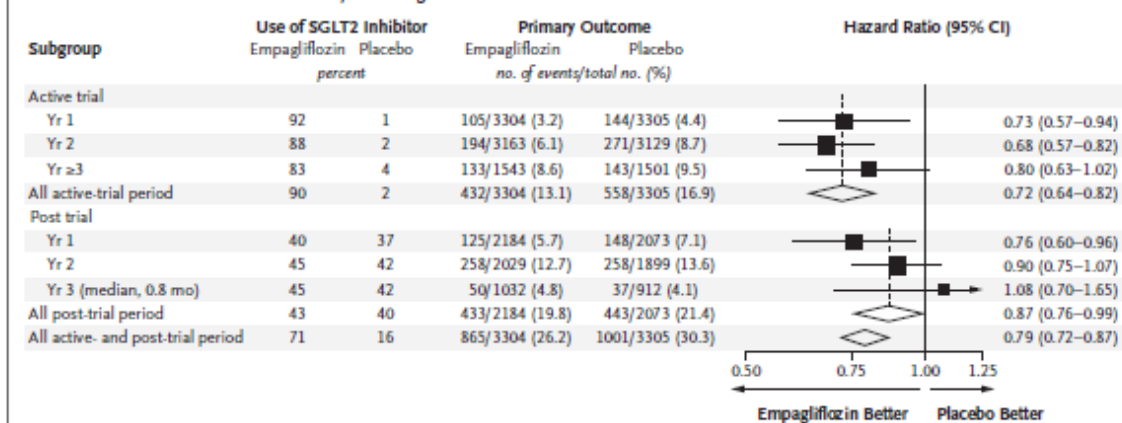 Use of SGLT2 Inhibitor Primary Outcome Hazard Ratio (95% CI)
Subgroup Empagliflozin Placebo Empagliflozin Placebo
percent no. of events/total no. (%)
Active trial
Yr 1 92 1 105/3304 (3.2) 144/3305 (4.4) 0.73 (0.57–0.94)
Yr 2 88 2 194/3163 (6.1) 271/3129 (8.7) 0.68 (0.57–0.82)
Yr ≥3 83 4 133/1543 (8.6) 143/1501 (9.5) 0.80 (0.63–1.02)
All active-trial period 90 2 432/3304 (13.1) 558/3305 (16.9) 0.72 (0.64–0.82)
Post trial
Yr 1 40 37 125/2184 (5.7) 148/2073 (7.1) 0.76 (0.60–0.96)
Yr 2 45 42 258/2029 (12.7) 258/1899 (13.6) 0.90 (0.75–1.07)
Yr 3 (median, 0.8 mo) 45 42 50/1032 (4.8) 37/912 (4.1) 1.08 (0.70–1.65)
All post-trial period 43 40 433/2184 (19.8) 443/2073 (21.4) 0.87 (0.76–0.99)
All active- and post-trial period 71 16 865/3304 (26.2) 1001/3305 (30.3) 0.79 (0.72–0.87)
0.50 0.75 1.00 1.25
Empagliflozin Better Placebo Better